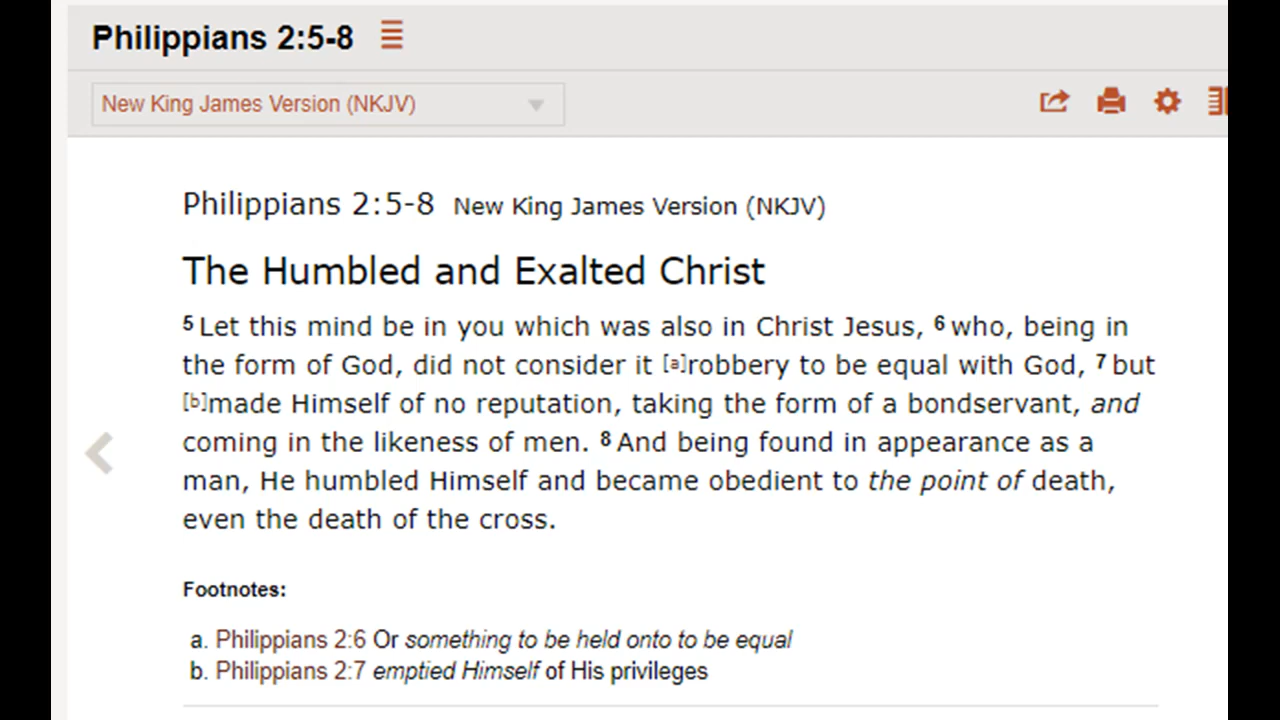 Philippians 2:5-8
New King James Version (NKJV)
Philippians 2:5-8 New King James Version (NKJV)
The Humbled and Exalted Christ
5 Let this mind be in you which was also in Christ Jesus, 6 who, being in
the form of God, did not consider it [a]robbery to be equal with God, 7 but
[b]made Himself of no reputation, taking the form of a bondservant, and
coming in the likeness of men. 8 And being found in appearance as a
man, He humbled Himself and became obedient to the point of death,
even the death of the cross.
Footnotes:
a. Philippians 2:6 Or something to be held onto to be equal
b. Philippians 2:7 emptied Himself of His privileges